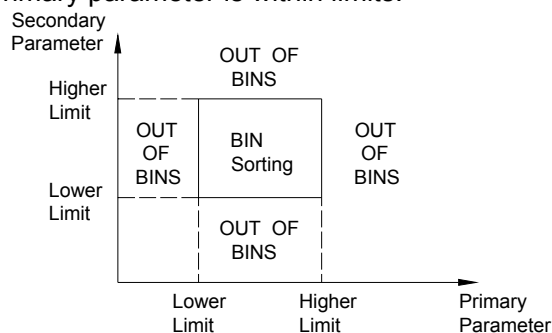 rimary parameter is within limits.
Secondary
Parameter
OUT OF
BINS
Higher
Limit
OUT
OF
BINS
BIN
Sorting
OUT
OF
BINS
Lower
Limit
OUT OF
BINS
Lower
Limit
Higher
Limit
Primary
Parameter